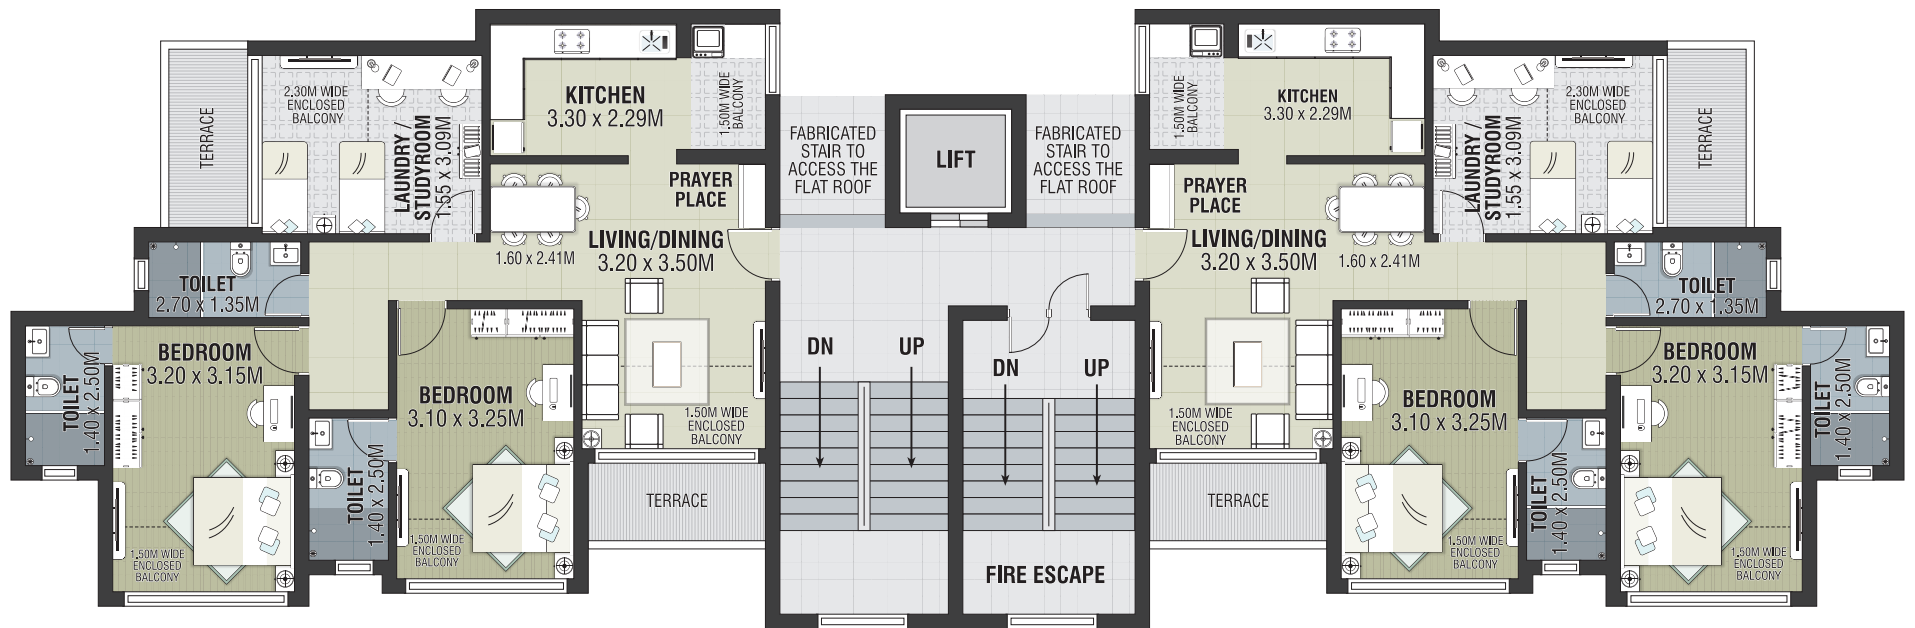 TERRACE
2.30M WIDE
ENCLOSED
BALCONY
LAUNDRY /
STUDYROOM
1.55 x 3.09M
KITCHEN
3.30 x 2.29M
1.50M WIDE
BALCONY
PRAYER
PLACE
LIVING/DINING
3.20 x 3.50M
1.60 x 2.41M
TOILET
2.70 x 1.35M
TOILET
1.40 x 2.50M
BEDROOM
3.20 x 3.15M
1.50M WIDE
ENCLOSED
BALCONY
TOILET
1.40 x 2.50M
BEDROOM
3.10 x 3.25M
1.50M WIDE
ENCLOSED
BALCONY
1.50M WIDE
ENCLOSED
BALCONY
TERRACE
FABRICATED
STAIR TO
ACCESS THE
FLAT ROOF
LIFT
FABRICATED
STAIR TO
ACCESS THE
FLAT ROOF
DN
UP
DN
UP
FIRE ESCAPE
1.50M WIDE
BALCONY
KITCHEN
3.30 x 2.29M
PRAYER
PLACE
LIVING/DINING
3.20 x 3.50M
1.60 x 2.41M
LAUNDRY /
STUDYROOM
1.55 x 3.09M
2.30M WIDE
ENCLOSED
BALCONY
TERRACE
TOILET
2.70 x 1.35M
1.50M WIDE
ENCLOSED
BALCONY
TERRACE
BEDROOM
3.10 x 3.25M
1.50M WIDE
ENCLOSED
BALCONY
TOILET
1.40 x 2.50M
BEDROOM
3.20 x 3.15M
1.50M WIDE
ENCLOSED
BALCONY
TOILET
1.40 x 2.50M